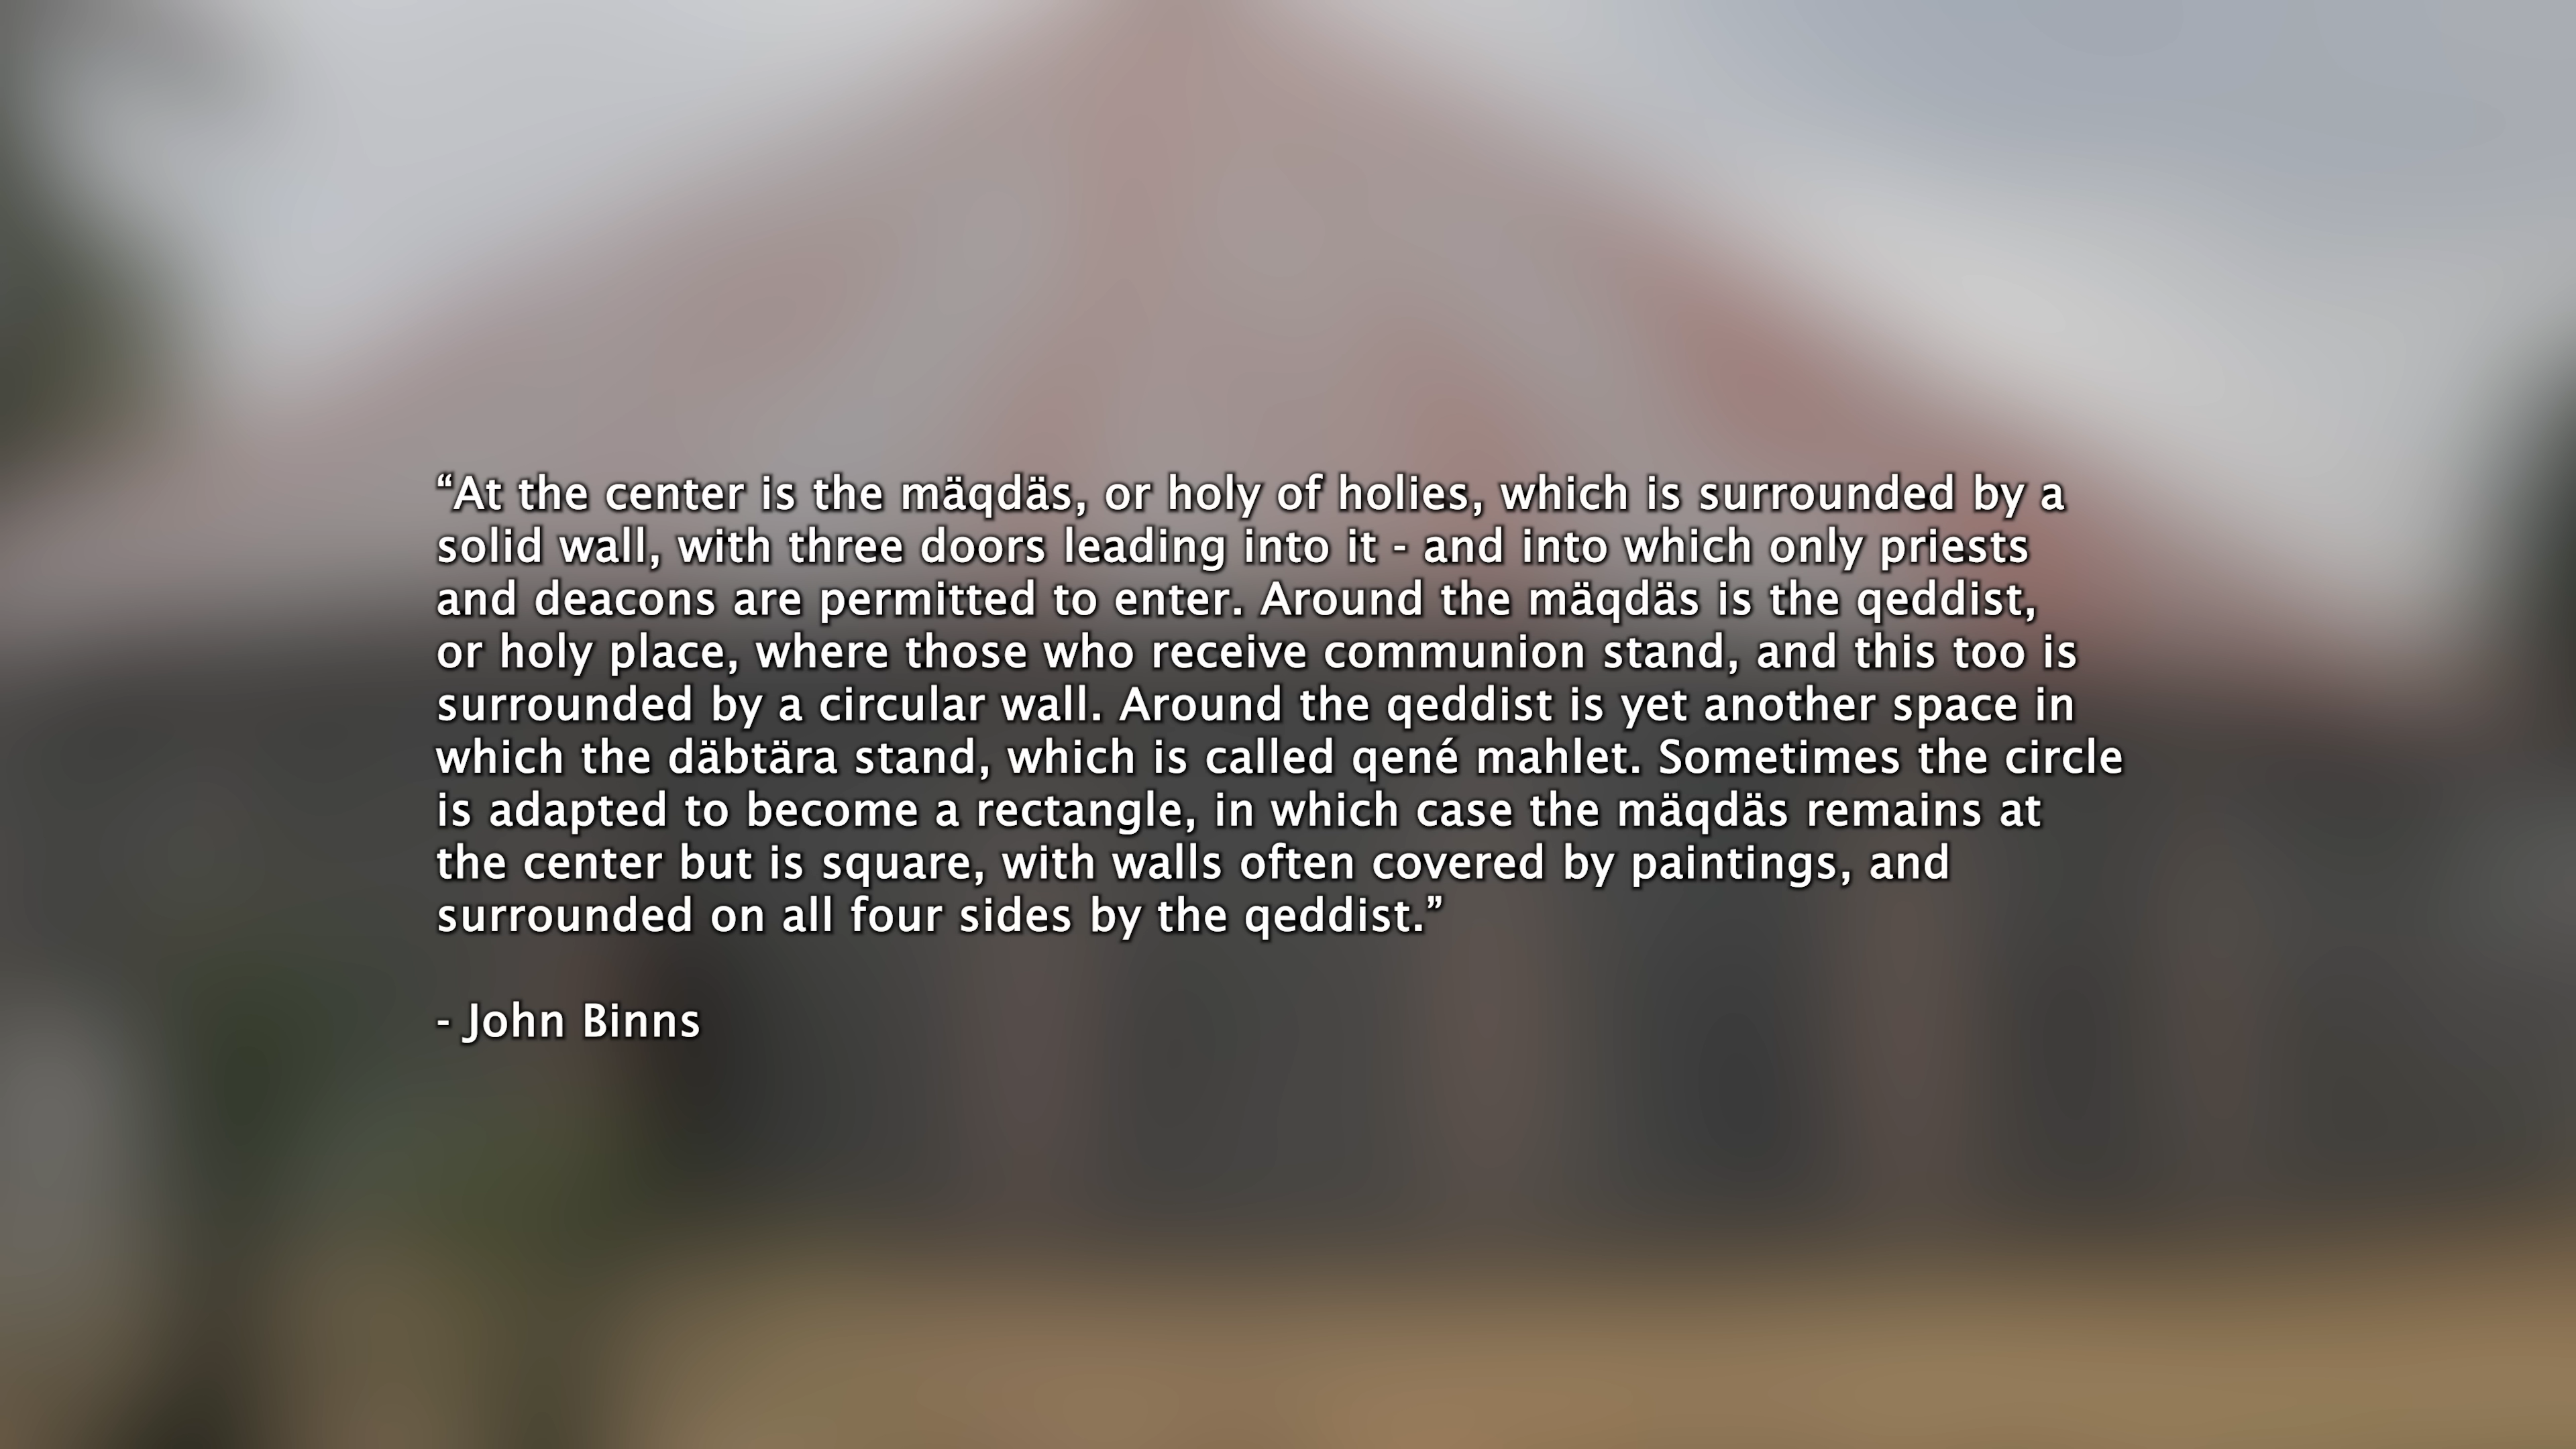 “At the center is the mäqdäs, or holy of holies, which is surrounded by a
solid wall, with three doors leading into it - and into which only priests
and deacons are permitted to enter. Around the mäqdäs is the qeddist,
or holy place, where those who receive communion stand, and this too is
surrounded by a circular wall. Around the qeddist is yet another space in
which the däbtära stand, which is called qené mahlet. Sometimes the circle
is adapted to become a rectangle, in which case the mäqdäs remains at
the center but is square, with walls often covered by paintings, and
surrounded on all four sides by the qeddist.”
- John Binns